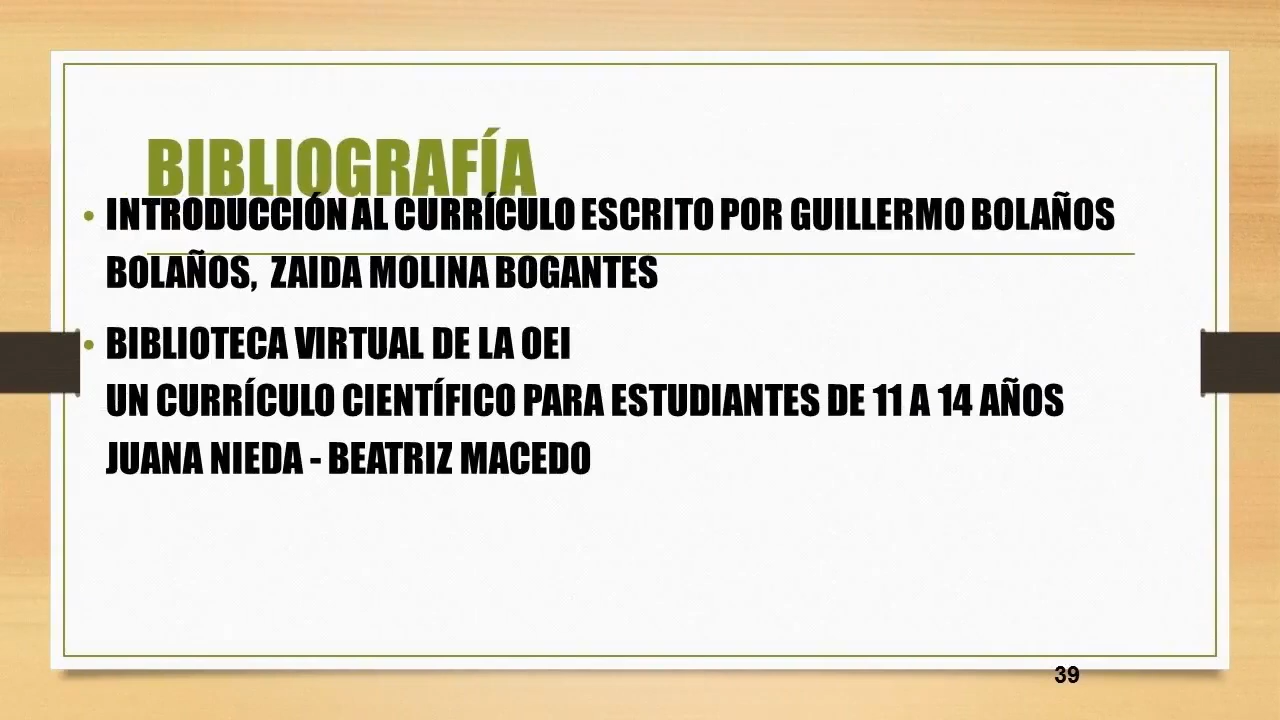 BIBLIOGRAFÍA
• INTRODUCCIÓN AL CURRÍCULO ESCRITO POR GUILLERMO BOLAÑOS
BOLAÑOS, ZAIDA MOLINA BOGANTES
• BIBLIOTECA VIRTUAL DE LA OEI
UN CURRÍCULO CIENTÍFICO PARA ESTUDIANTES DE 11 A 14 AÑOS
JUANA NIEDA - BEATRIZ MACEDO
39